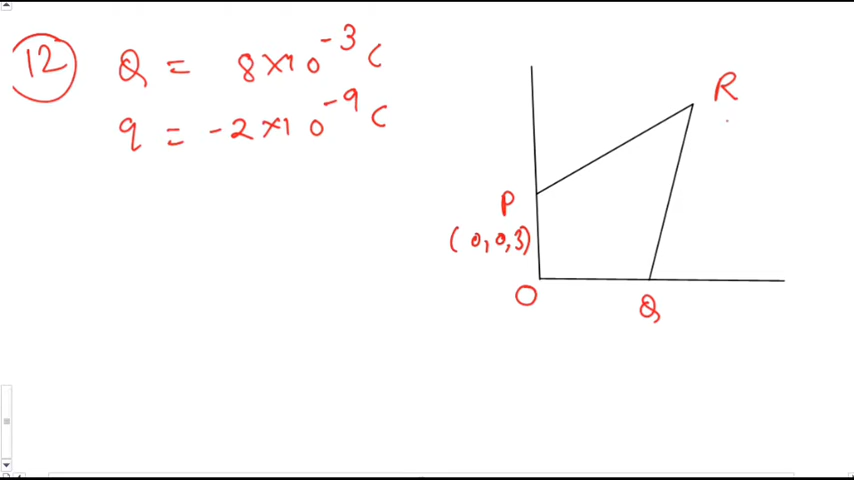 12 Q = 8×10⁻³ C
q = -2×10⁻⁹ C
R
P
(0,0,3)
O
Q